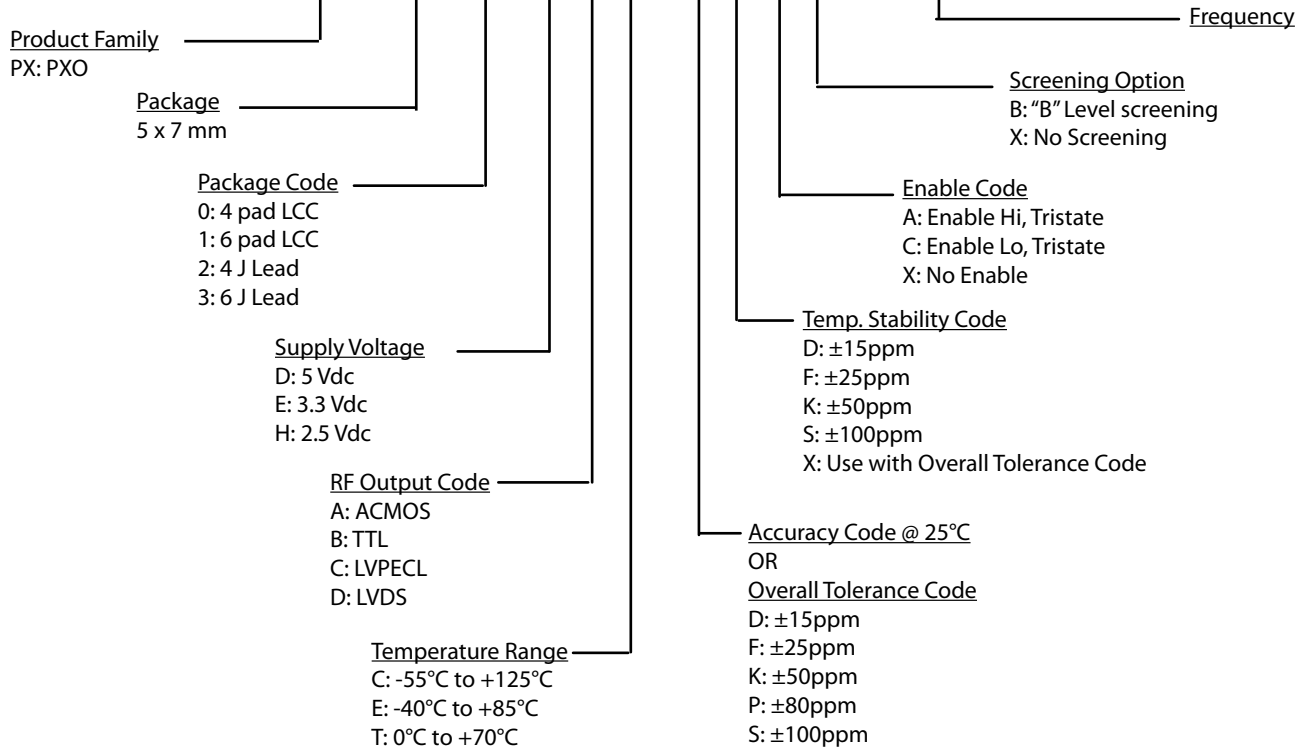 Product Family
PX: PXO
Package
5 x 7 mm
Package Code
0: 4 pad LCC
1: 6 pad LCC
2: 4 J Lead
3: 6 J Lead
Supply Voltage
D: 5 Vdc
E: 3.3 Vdc
H: 2.5 Vdc
RF Output Code
A: ACMOS
B: TTL
C: LVPECL
D: LVDS
Temperature Range
C: -55°C to +125°C
E: -40°C to +85°C
T: 0°C to +70°C
Frequency
Screening Option
B: “B” Level screening
X: No Screening
Enable Code
A: Enable Hi, Tristate
C: Enable Lo, Tristate
X: No Enable
Temp. Stability Code
D: ±15ppm
F: ±25ppm
K: ±50ppm
S: ±100ppm
X: Use with Overall Tolerance Code
Accuracy Code @ 25°C
OR
Overall Tolerance Code
D: ±15ppm
F: ±25ppm
K: ±50ppm
P: ±80ppm
S: ±100ppm